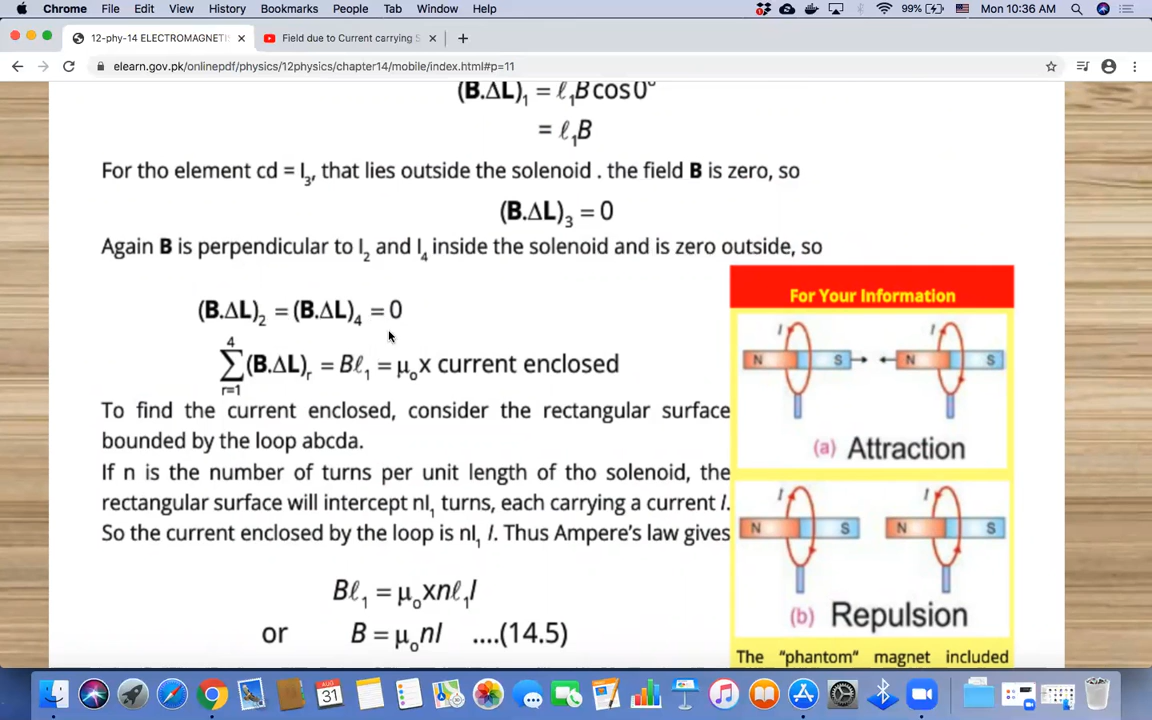 Chrome File Edit View History Bookmarks People Tab Window Help 99% Mon 10:36 AM
12-phy-14 ELECTROMAGNETI Field due to Current carrying S
elearn.gov.pk/onlinepdf/physics/12physics/chapter14/mobile/index.html#p=11
(B.ΔL)₁ = ℓ₁B cos0°
= ℓ₁B
For tho element cd = l₃, that lies outside the solenoid . the field B is zero, so
(B.ΔL)₃ = 0
Again B is perpendicular to l₂ and l₄ inside the solenoid and is zero outside, so
(B.ΔL)₂ = (B.ΔL)₄ = 0
4
∑(B.ΔL)ᵣ = Bℓ₁ = μₒx current enclosed
r=1
To find the current enclosed, consider the rectangular surface
bounded by the loop abcda.
If n is the number of turns per unit length of tho solenoid, the
rectangular surface will intercept nl₁ turns, each carrying a current I.
So the current enclosed by the loop is nl₁ I. Thus Ampere’s law gives
Bℓ₁ = μₒxnℓ₁I
or B = μₒnI ....(14.5)
For Your Information
I I
N S N S
(a) Attraction
I I
N S N S
(b) Repulsion
The “phantom” magnet included
AUG
31